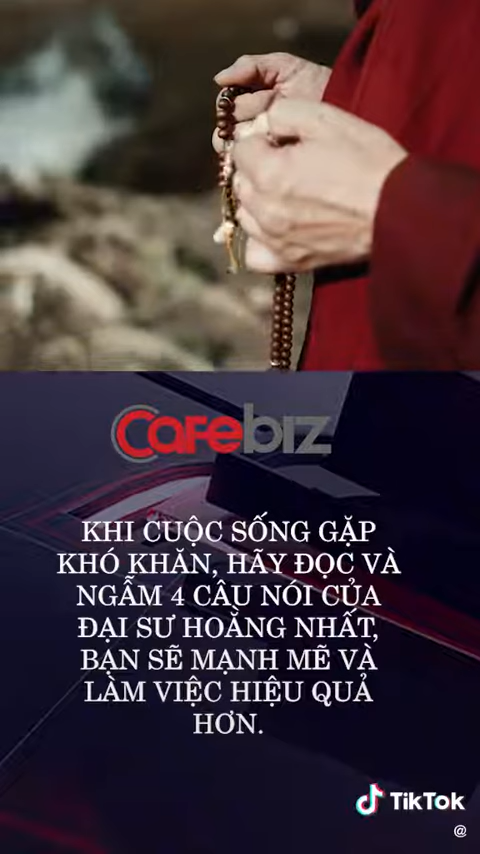 Cafebiz
KHI CUỘC SỐNG GẶP
KHÓ KHĂN, HÃY ĐỌC VÀ
NGẪM 4 CÂU NÓI CỦA
ĐẠI SƯ HOẰNG NHẤT,
BẠN SẼ MẠNH MẼ VÀ
LÀM VIỆC HIỆU QUẢ
HƠN.
TikTok
@